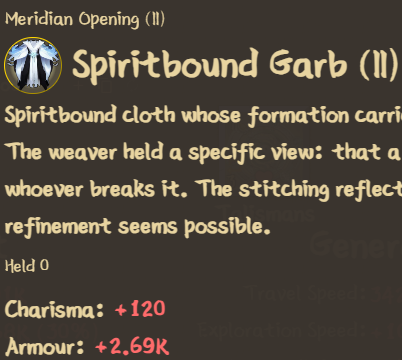 Meridian Opening (II)
Spiritbound Garb (II)
Spiritbound cloth whose formation carri
The weaver held a specific view: that a
whoever breaks it. The stitching reflect
refinement seems possible.
Held 0
Charisma: +120
Armour: +2.69K